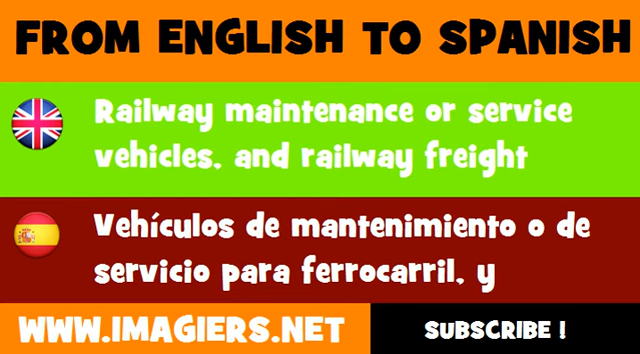 FROM ENGLISH TO SPANISH
Railway maintenance or service
vehicles, and railway freight
Vehículos de mantenimiento o de
servicio para ferrocarril, y
WWW.IMAGIERS.NET
SUBSCRIBE !